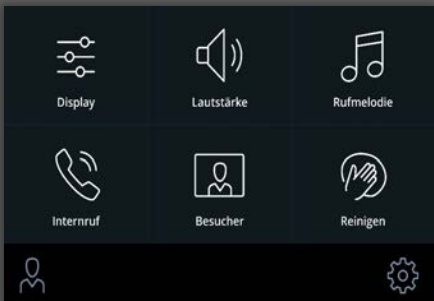 Display
Lautstärke
Rufmelodie
Internruf
Besucher
Reinigen